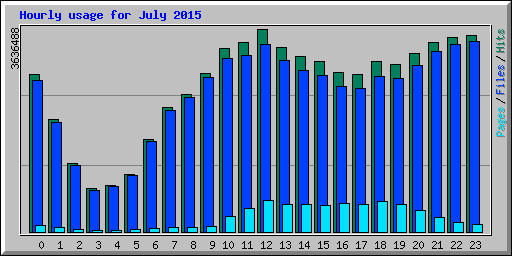 Hourly usage for July 2015
3636488
Pages/Files/Hits
0 1 2 3 4 5 6 7 8 9 10 11 12 13 14 15 16 17 18 19 20 21 22 23